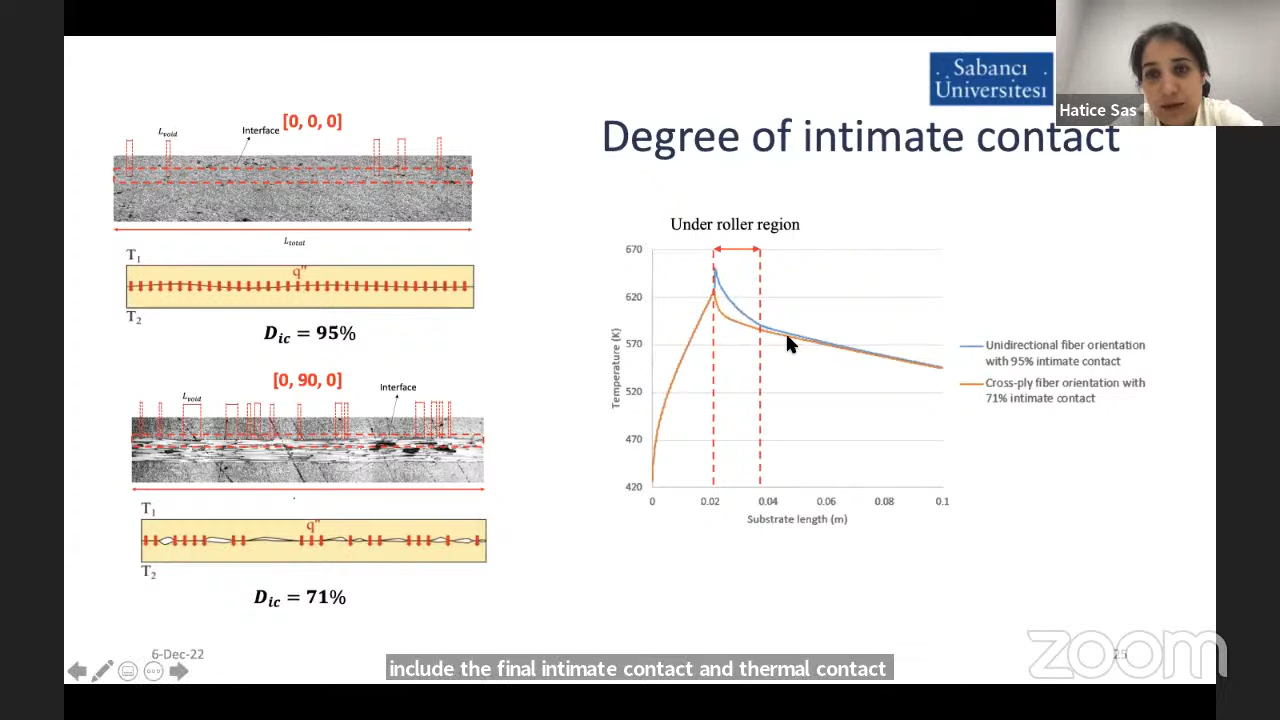 Sabancı
Üniversitesi
Hatice Sas
Degree of intimate contact
[0, 0, 0]
L_void
Interface
L_total
T1
q"
T2
D_ic = 95%
[0, 90, 0]
Interface
L_void
T1
q"
T2
D_ic = 71%
Under roller region
670
620
570
520
470
420
Temperature (K)
0
0.02
0.04
0.06
0.08
0.1
Substrate length (m)
Unidirectional fiber orientation
with 95% intimate contact
Cross-ply fiber orientation with
71% intimate contact
6-Dec-22
25
zoom
include the final intimate contact and thermal contact